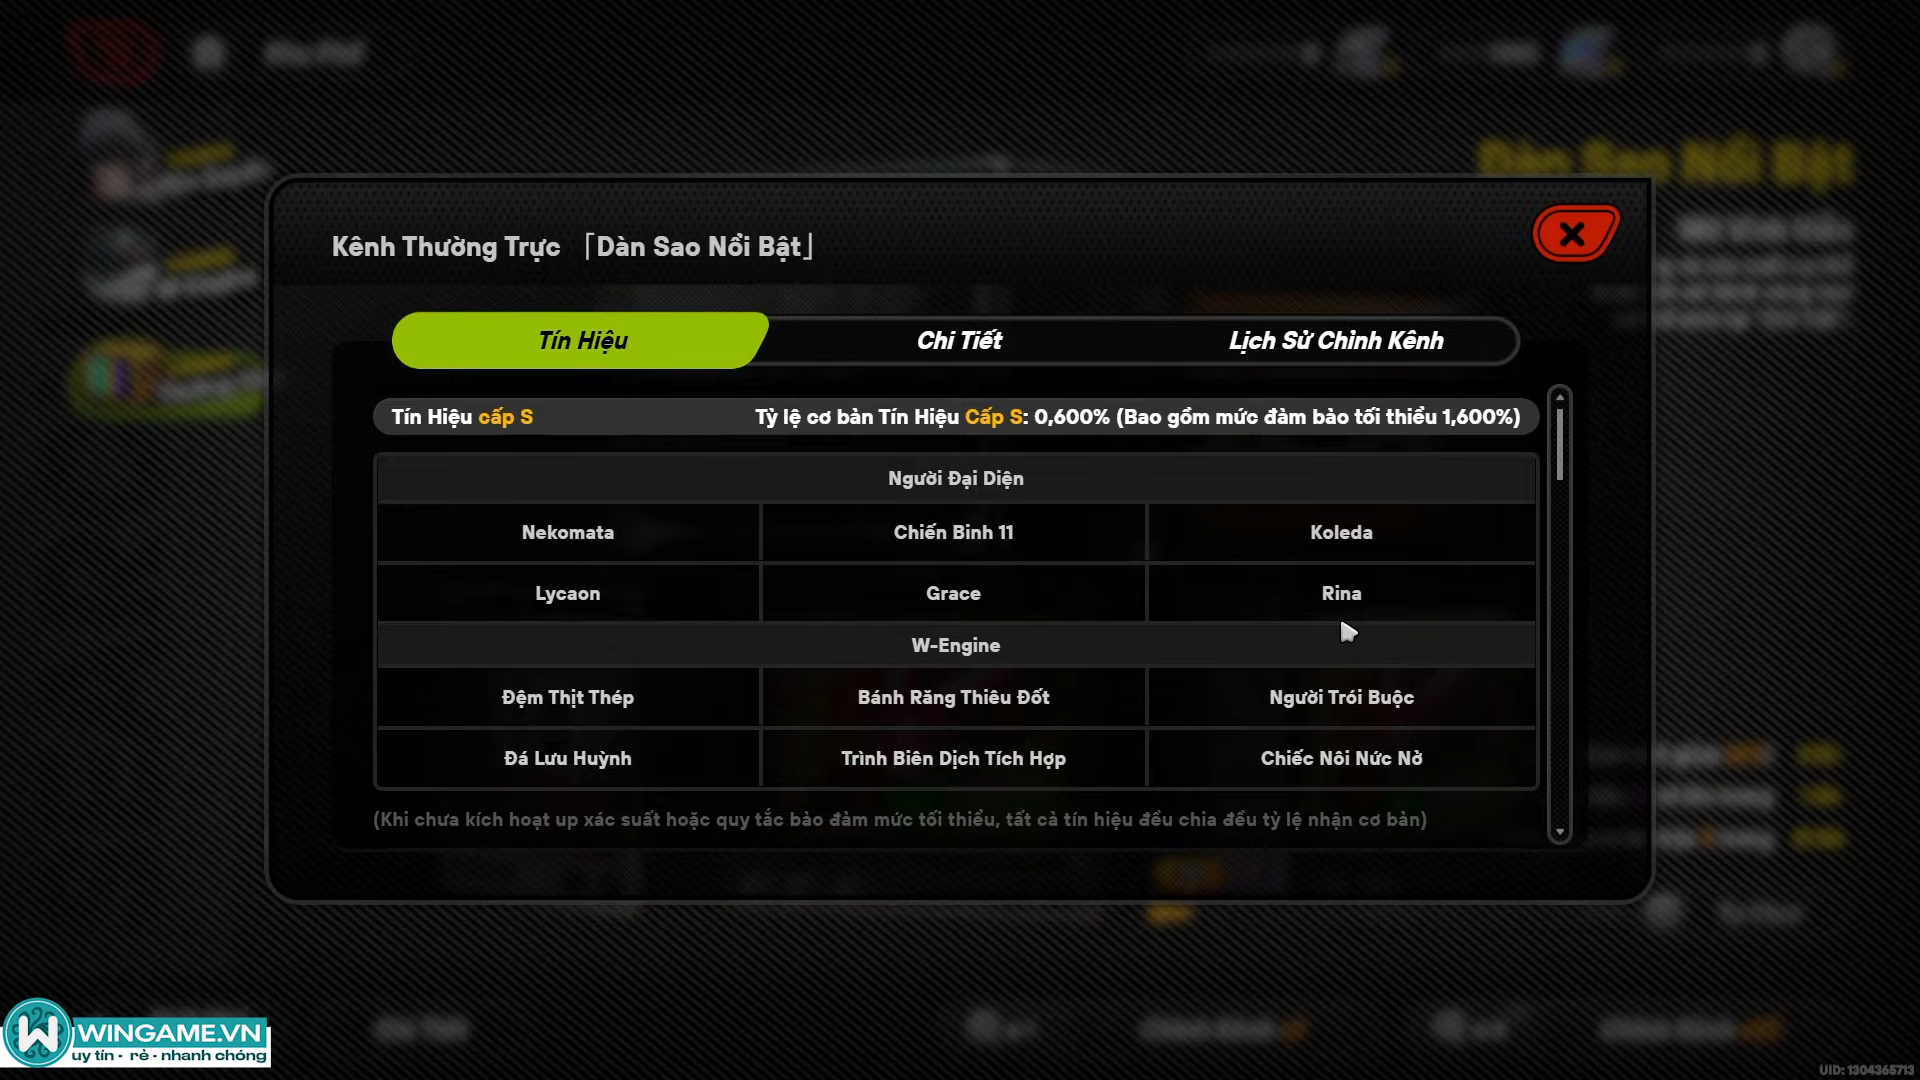 Dàn Sao Nổi Bật
Kênh Thường Trực 「Dàn Sao Nổi Bật」
Tín Hiệu Chi Tiết Lịch Sử Chỉnh Kênh
Tín Hiệu cấp S Tỷ lệ cơ bản Tín Hiệu Cấp S: 0,600% (Bao gồm mức đảm bảo tối thiểu 1,600%)
Người Đại Diện
Nekomata Chiến Binh 11 Koleda
Lycaon Grace Rina
W-Engine
Đệm Thịt Thép Bánh Răng Thiêu Đốt Người Trói Buộc
Đá Lưu Huỳnh Trình Biên Dịch Tích Hợp Chiếc Nôi Nức Nở
(Khi chưa kích hoạt up xác suất hoặc quy tắc bảo đảm mức tối thiểu, tất cả tín hiệu đều chia đều tỷ lệ nhận cơ bản)
WINGAME.VN
uy tín - rẻ - nhanh chóng
UID: 1304365713